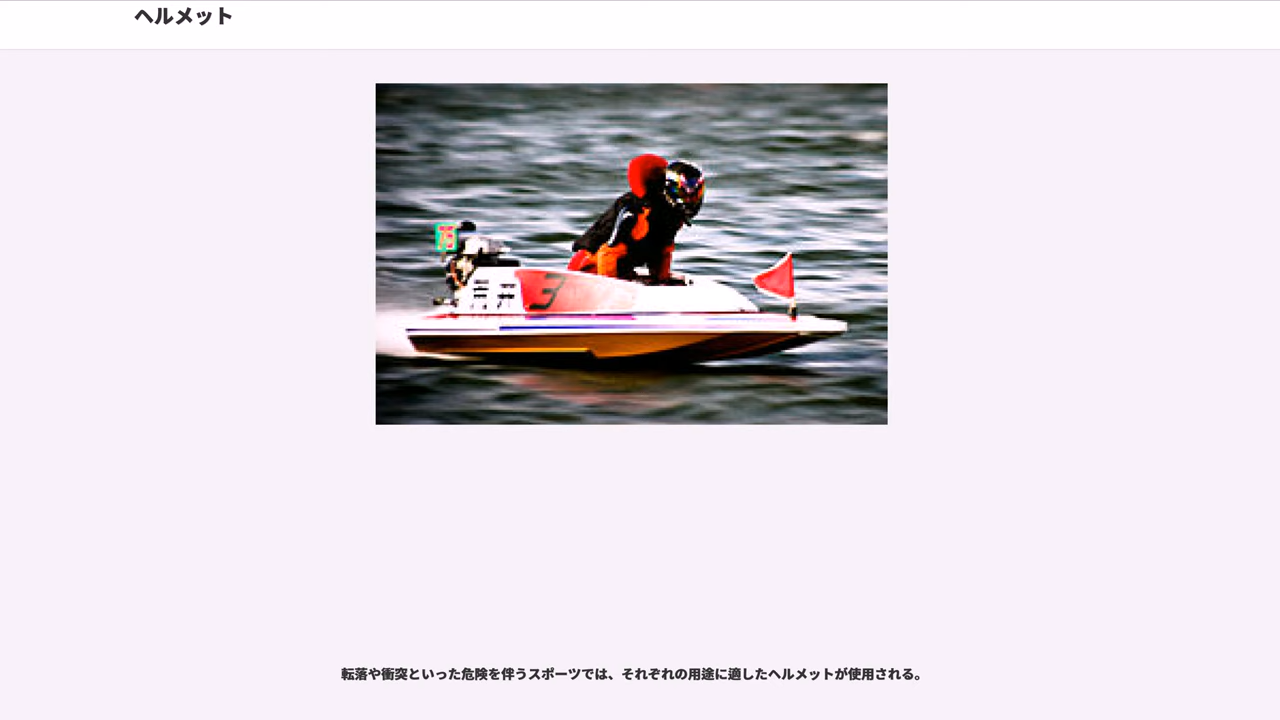 ヘルメット
3
転落や衝突といった危険を伴うスポーツでは、それぞれの用途に適したヘルメットが使用される。